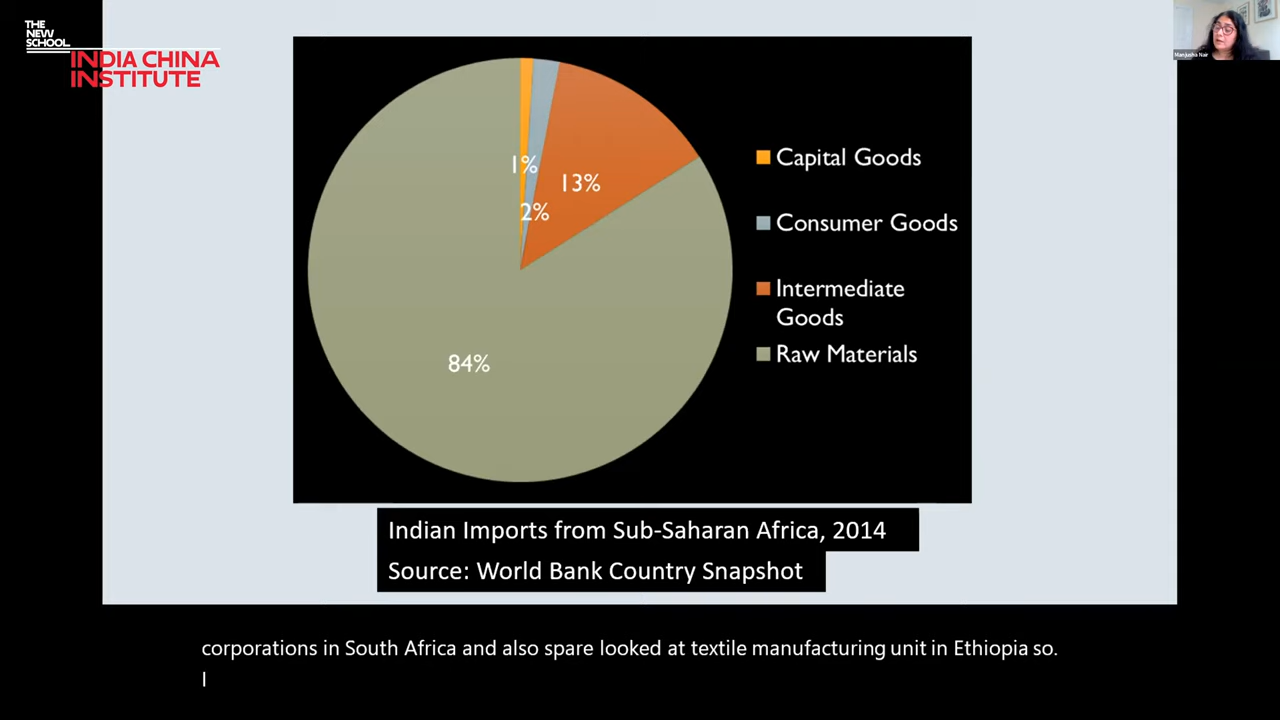 THE
NEW
SCHOOL
INDIA CHINA
INSTITUTE
Manjusha Nair
1%
2%
13%
84%
Capital Goods
Consumer Goods
Intermediate
Goods
Raw Materials
Indian Imports from Sub-Saharan Africa, 2014
Source: World Bank Country Snapshot
corporations in South Africa and also spare looked at textile manufacturing unit in Ethiopia so.
I